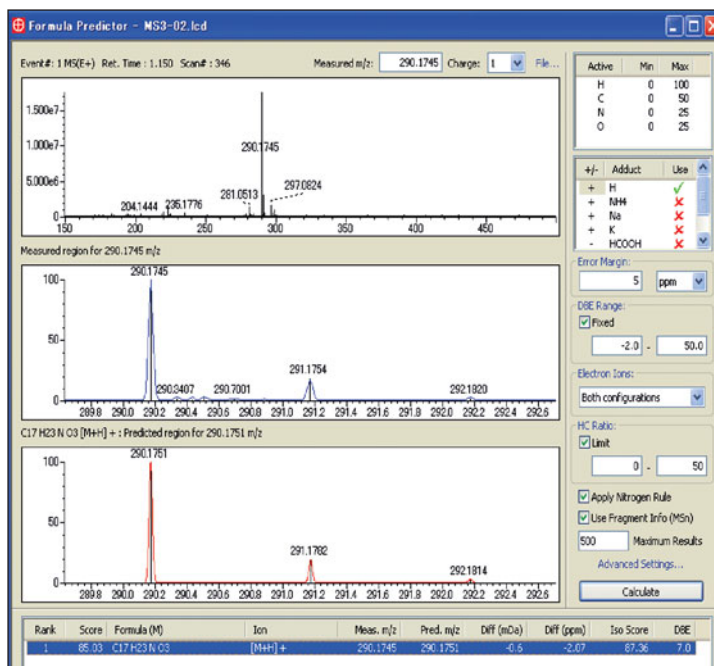 Formula Predictor - MS3-02.lcd
Event#: 1 MS(E+) Ret. Time : 1.150 Scan# : 346 Measured m/z: 290.1745 Charge: 1 File...
1.500e7
1.000e7
5.000e6
290.1745
204.1444 235.1776 281.0513 297.0824
150 200 250 300 350 400 450
Measured region for 290.1745 m/z
290.1745
100
50
0
290.3407 290.7001 291.1754 292.1820
289.8 290.0 290.2 290.4 290.6 290.8 291.0 291.2 291.4 291.6 291.8 292.0 292.2 292.4 292.6
C17 H23 N O3 [M+H] + : Predicted region for 290.1751 m/z
290.1751
100
50
0
291.1782 292.1814
289.8 290.0 290.2 290.4 290.6 290.8 291.0 291.2 291.4 291.6 291.8 292.0 292.2 292.4 292.6
Active Min Max
H 0 100
C 0 50
N 0 25
O 0 25
+/- Adduct Use
+ H
+ NH4
+ Na
+ K
- HCOOH
Error Margin:
5 ppm
DBE Range:
Fixed
-2.0 - 50.0
Electron Ions:
Both configurations
HC Ratio:
Limit
0 - 50
Apply Nitrogen Rule
Use Fragment Info (MSn)
500 Maximum Results
Advanced Settings...
Calculate
Rank Score Formula (M) Ion Meas. m/z Pred. m/z Diff (mDa) Diff (ppm) Iso Score DBE
1 85.03 C17 H23 N O3 [M+H] + 290.1745 290.1751 -0.6 -2.07 87.36 7.0